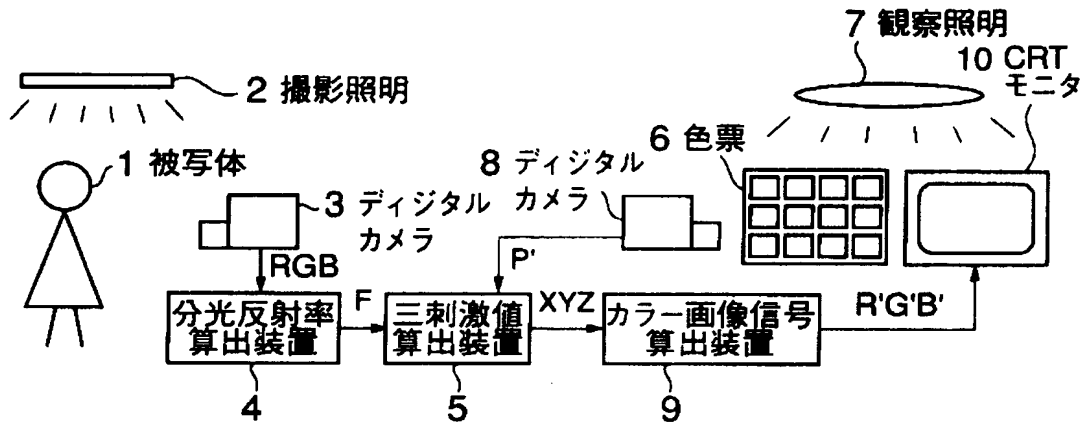 7 観察照明
10 CRT
モニタ
2 撮影照明
6 色票
1 被写体
8 ディジタル
カメラ
3 ディジタル
カメラ
RGB
P'
分光反射率
算出装置
F
三刺激値
算出装置
XYZ
カラー画像信号
算出装置
R'G'B'
4
5
9